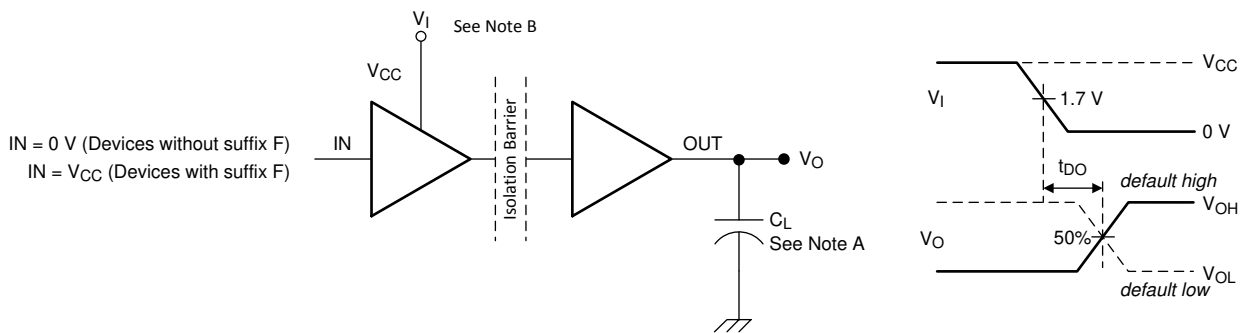 V_I
See Note B
V_CC
IN = 0 V (Devices without suffix F)
IN = V_CC (Devices with suffix F)
IN
Isolation Barrier
OUT
V_O
C_L
See Note A
V_I
V_CC
1.7 V
0 V
t_DO
default high
V_OH
V_O
50%
V_OL
default low